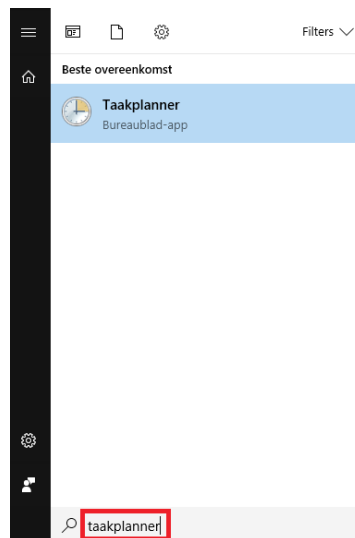 Filters
Beste overeenkomst
Taakplanner
Bureaublad-app
taakplanner